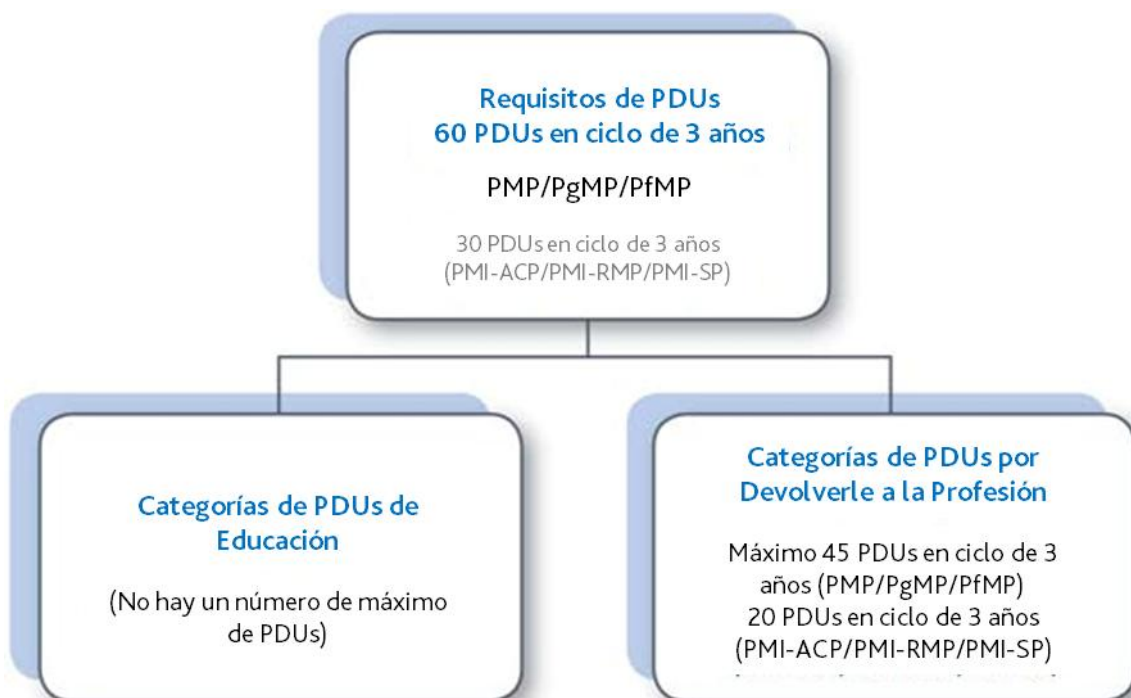 Requisitos de PDUs
60 PDUs en ciclo de 3 años
PMP/PgMP/PfMP
30 PDUs en ciclo de 3 años
(PMI-ACP/PMI-RMP/PMI-SP)
Categorías de PDUs de
Educación
(No hay un número de máximo
de PDUs)
Categorías de PDUs por
Devolverle a la Profesión
Máximo 45 PDUs en ciclo de 3
años (PMP/PgMP/PfMP)
20 PDUs en ciclo de 3 años
(PMI-ACP/PMI-RMP/PMI-SP)